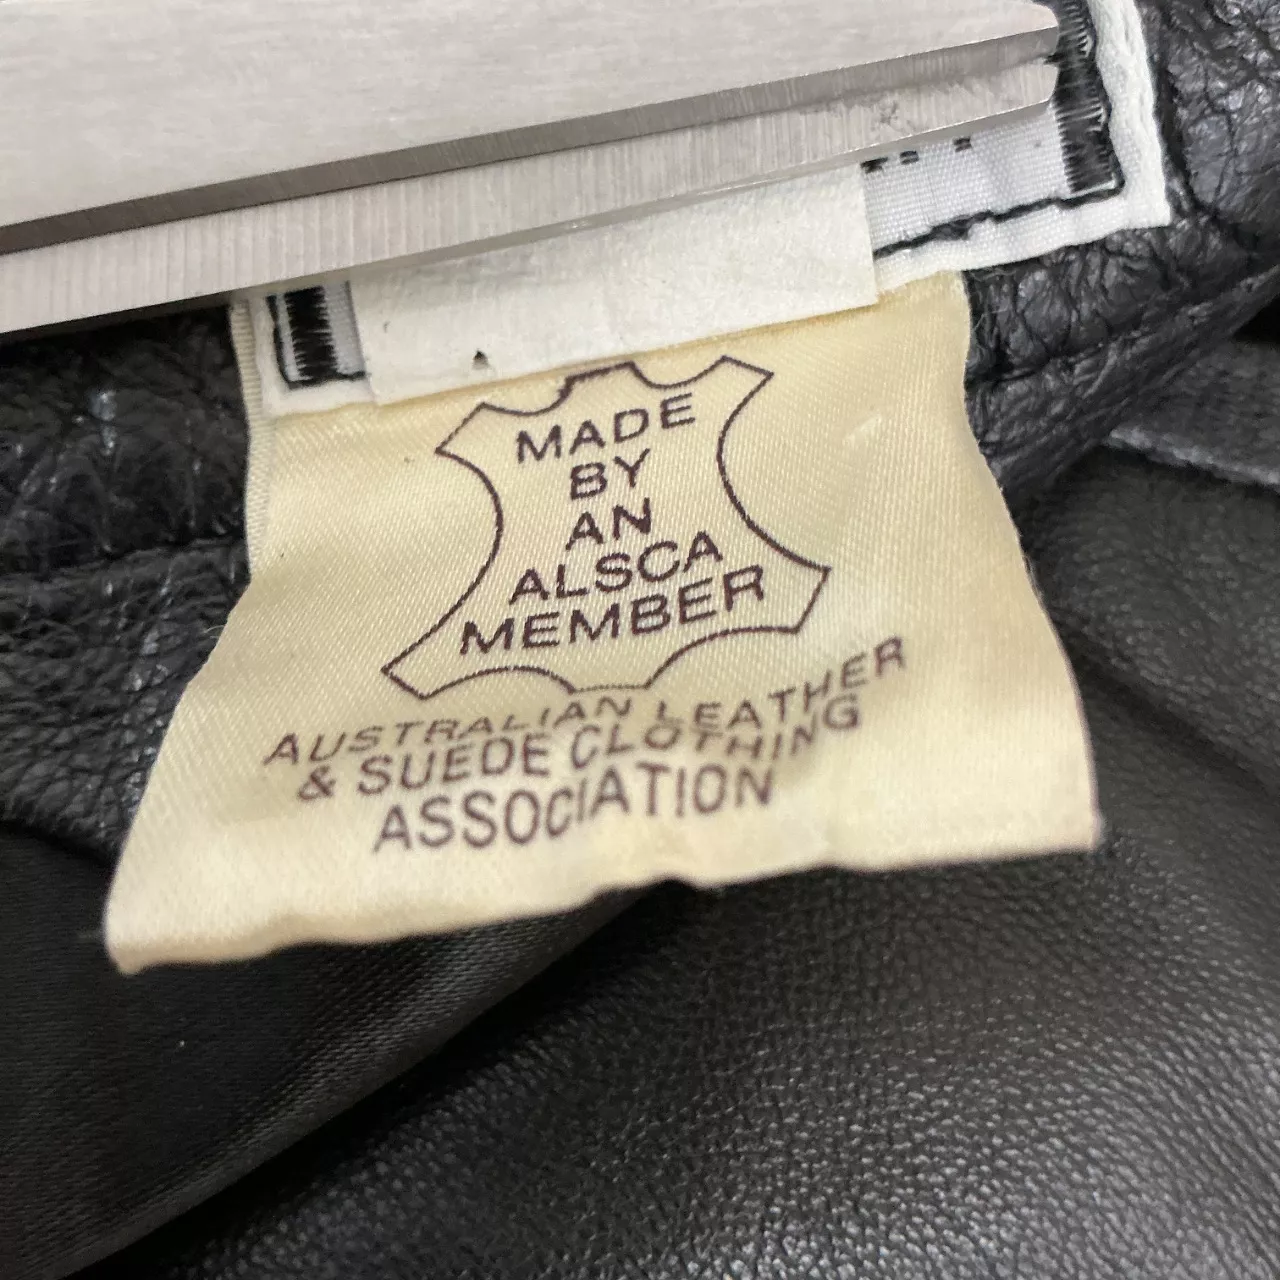 MADE
BY
AN
ALSCA
MEMBER
AUSTRALIAN LEATHER
& SUEDE CLOTHING
ASSOCIATION